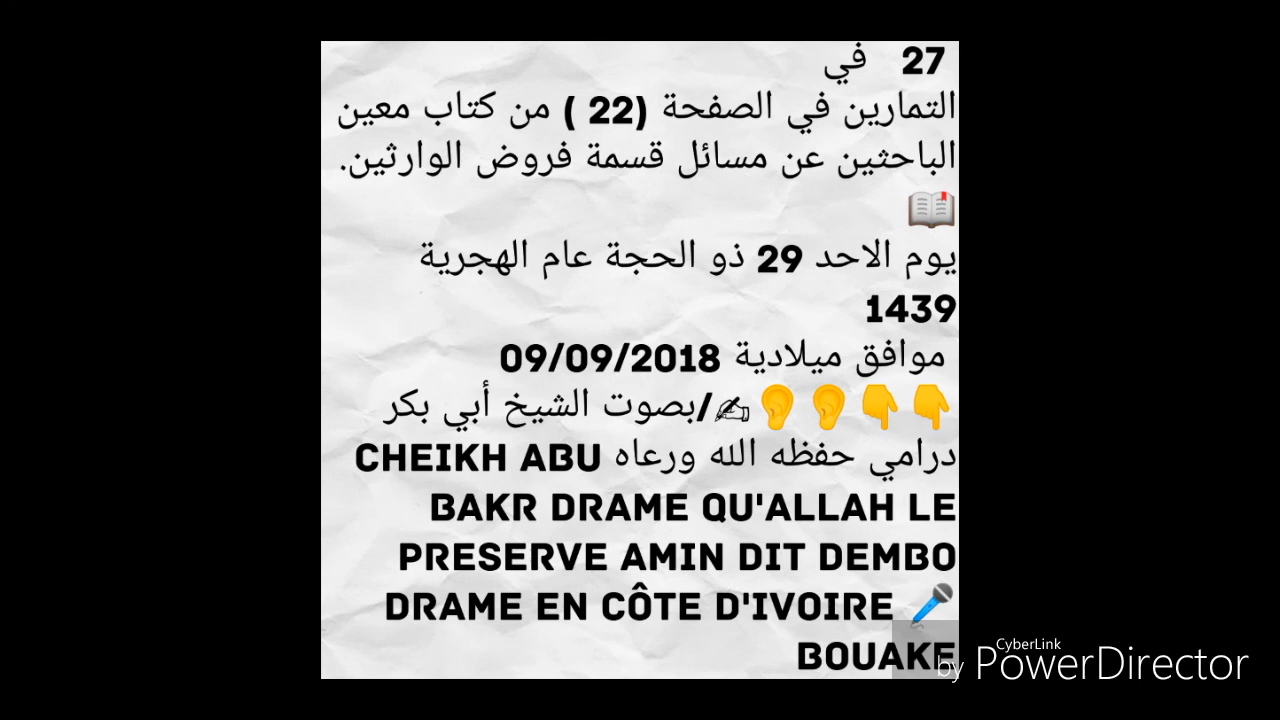 27 في
التمارين في الصفحة (22 ) من كتاب معين
الباحثين عن مسائل قسمة فروض الوارثين.
📖
يوم الاحد 29 ذو الحجة عام الهجرية
1439
موافق ميلادية 09/09/2018
👇👇👂👂✍/بصوت الشيخ أبي بكر
درامي حفظه الله ورعاه CHEIKH ABU
BAKR DRAME QU'ALLAH LE
PRESERVE AMIN DIT DEMBO
DRAME EN CÔTE D'IVOIRE 🎤
BOUAKE
by CyberLink PowerDirector